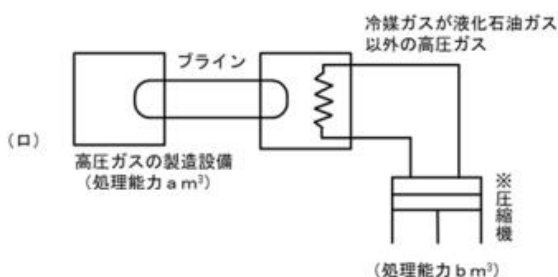 冷媒ガスが液化石油ガス
以外の高圧ガス
ブライン
(ロ)
高圧ガスの製造設備
(処理能力a㎥)
※圧縮機
(処理能力b㎥)